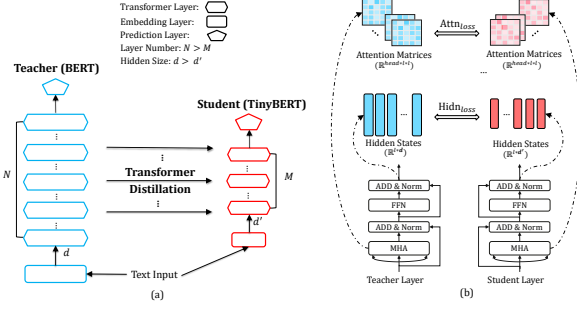 Transformer Layer:
Embedding Layer:
Prediction Layer:
Layer Number: N > M
Hidden Size: d > d'
Teacher (BERT)
Student (TinyBERT)
N
M
Transformer
Distillation
d
d'
Text Input
(a)
Attn_loss
Attention Matrices
(ℝ^head*l*l)
Attention Matrices
(ℝ^head*l*l)
...
Hidn_loss
Hidden States
(ℝ^l*d)
Hidden States
(ℝ^l*d')
ADD & Norm
FFN
ADD & Norm
MHA
Teacher Layer
ADD & Norm
FFN
ADD & Norm
MHA
Student Layer
(b)